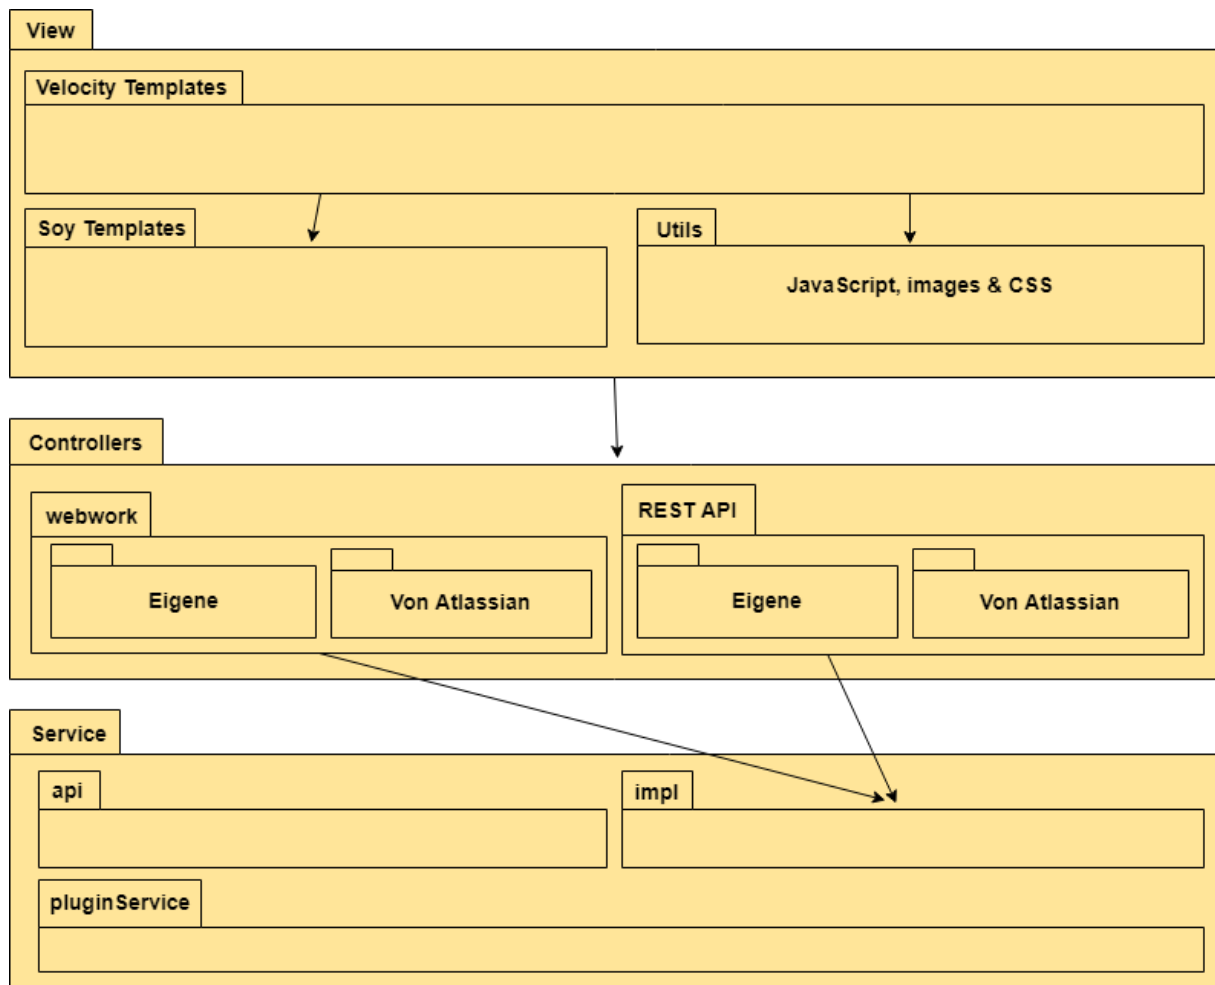 View
Velocity Templates
Soy Templates
Utils
JavaScript, images & CSS
Controllers
webwork
REST API
Eigene
Von Atlassian
Eigene
Von Atlassian
Service
api
impl
pluginService